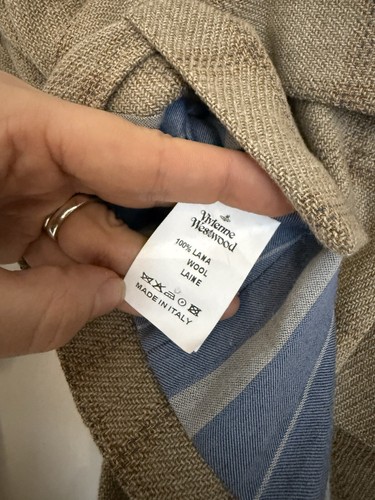 Vivienne
Westwood
100% LANA
WOOL
LAINE
MADE IN ITALY